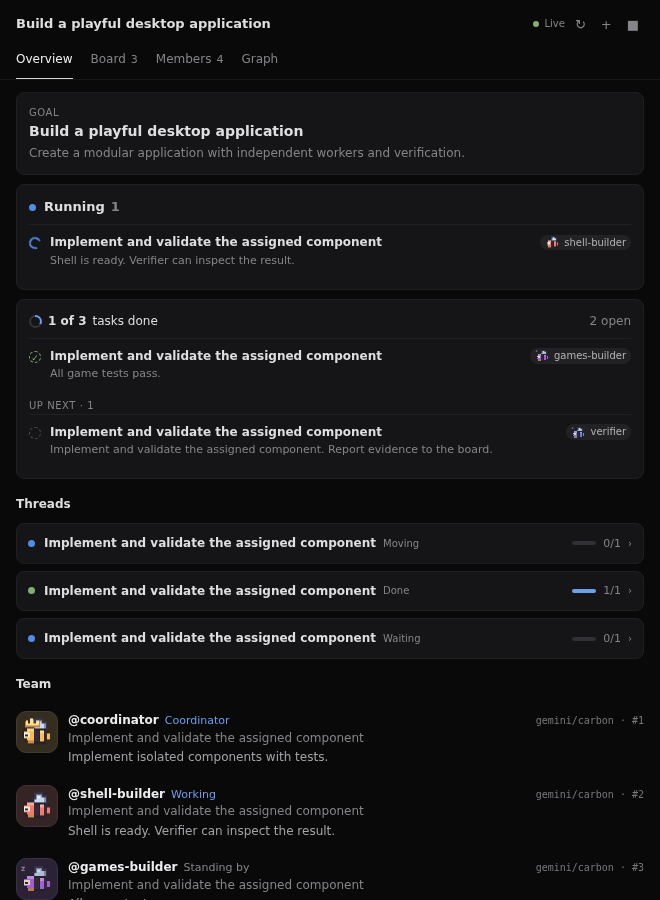 Build a playful desktop application
Live
Overview Board 3 Members 4 Graph
GOAL
Build a playful desktop application
Create a modular application with independent workers and verification.
Running 1
Implement and validate the assigned component shell-builder
Shell is ready. Verifier can inspect the result.
1 of 3 tasks done 2 open
Implement and validate the assigned component games-builder
All game tests pass.
UP NEXT · 1
Implement and validate the assigned component verifier
Implement and validate the assigned component. Report evidence to the board.
Threads
Implement and validate the assigned component Moving 0/1 ›
Implement and validate the assigned component Done 1/1 ›
Implement and validate the assigned component Waiting 0/1 ›
Team
@coordinator Coordinator gemini/carbon · #1
Implement and validate the assigned component
Implement isolated components with tests.
@shell-builder Working gemini/carbon · #2
Implement and validate the assigned component
Shell is ready. Verifier can inspect the result.
z
@games-builder Standing by gemini/carbon · #3
Implement and validate the assigned component